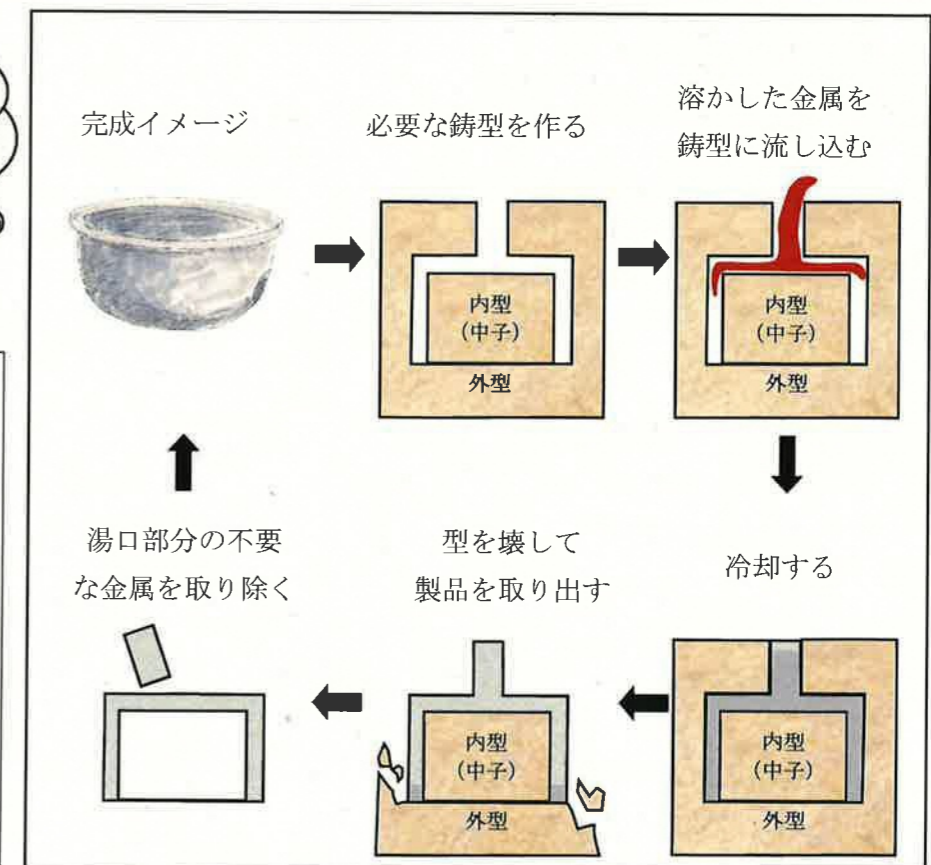 完成イメージ
必要な鋳型を作る
溶かした金属を
鋳型に流し込む
内型
(中子)
外型
内型
(中子)
外型
冷却する
内型
(中子)
外型
型を壊して
製品を取り出す
内型
(中子)
外型
湯口部分の不要
な金属を取り除く